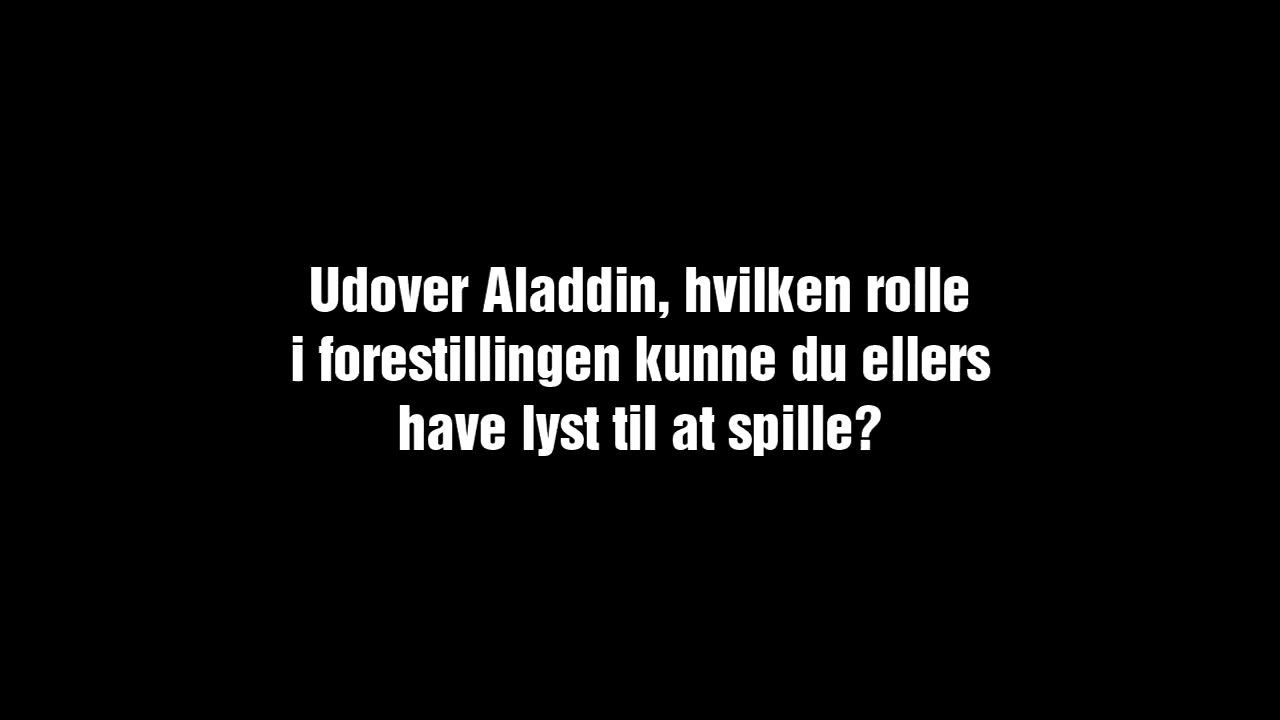 Udover Aladdin, hvilken rolle
i forestillingen kunne du ellers
have lyst til at spille?